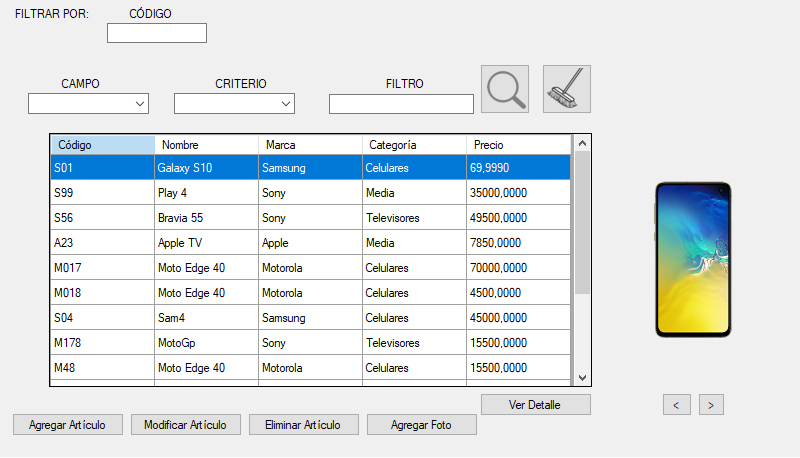 FILTRAR POR: CÓDIGO
CAMPO CRITERIO FILTRO
Código Nombre Marca Categoría Precio
S01 Galaxy S10 Samsung Celulares 69,9990
S99 Play 4 Sony Media 35000,0000
S56 Bravia 55 Sony Televisores 49500,0000
A23 Apple TV Apple Media 7850,0000
M017 Moto Edge 40 Motorola Celulares 70000,0000
M018 Moto Edge 40 Motorola Celulares 4500,0000
S04 Sam4 Samsung Celulares 45000,0000
M178 MotoGp Sony Televisores 15500,0000
M48 Moto Edge 40 Motorola Celulares 15500,0000
Ver Detalle < >
Agregar Artículo Modificar Artículo Eliminar Artículo Agregar Foto